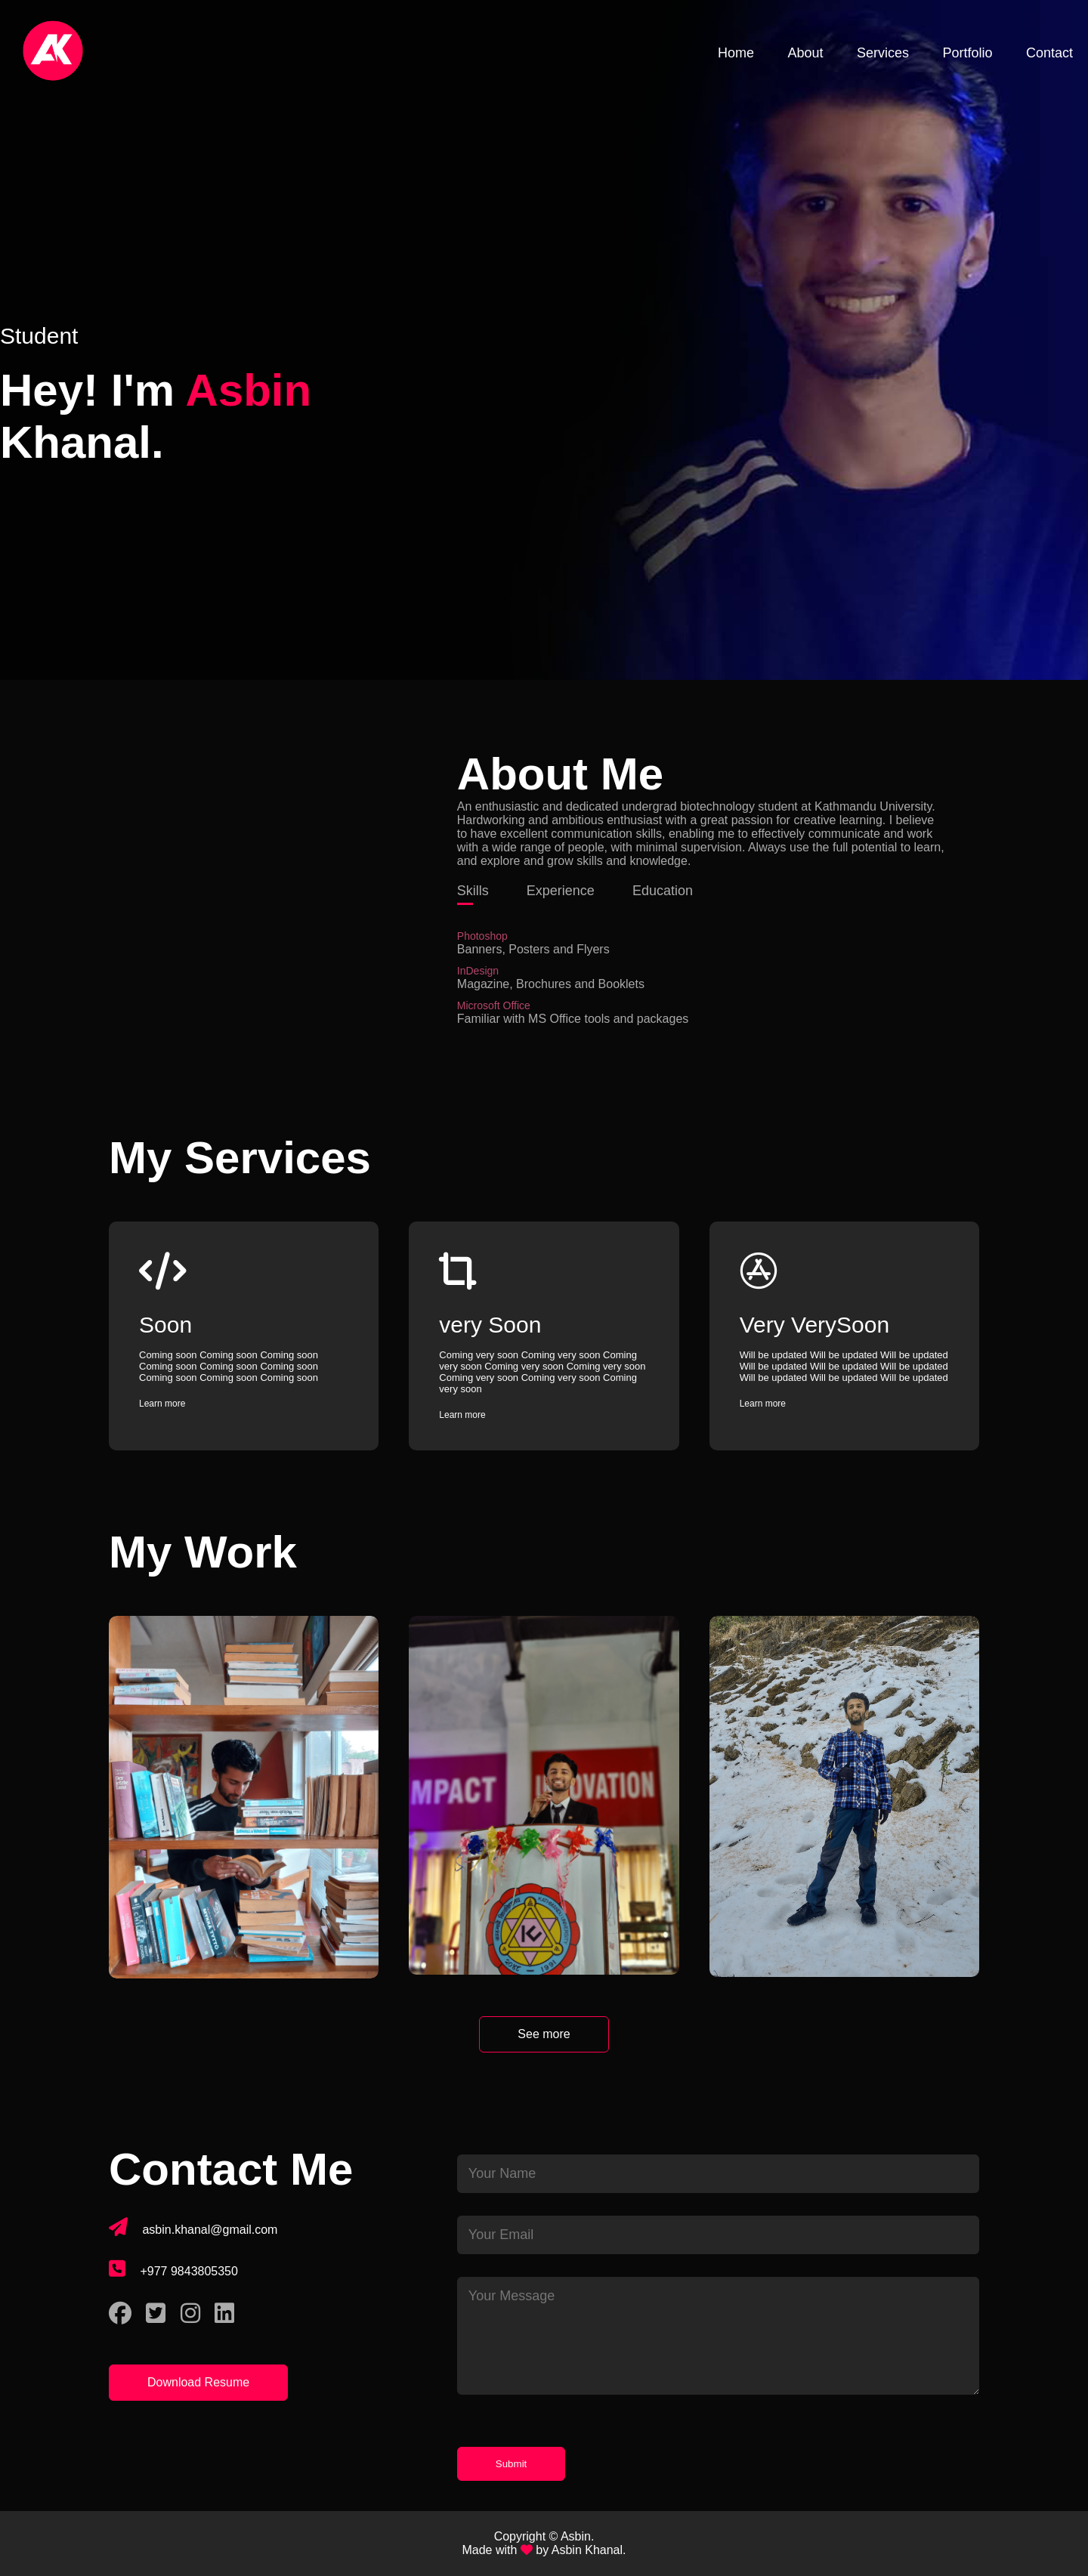 AK
Home About Services Portfolio Contact
Student
Hey! I'm Asbin
Khanal.
About Me
An enthusiastic and dedicated undergrad biotechnology student at Kathmandu University.
Hardworking and ambitious enthusiast with a great passion for creative learning. I believe
to have excellent communication skills, enabling me to effectively communicate and work
with a wide range of people, with minimal supervision. Always use the full potential to learn,
and explore and grow skills and knowledge.
Skills Experience Education
Photoshop
Banners, Posters and Flyers
InDesign
Magazine, Brochures and Booklets
Microsoft Office
Familiar with MS Office tools and packages
My Services
Soon
Coming soon Coming soon Coming soon
Coming soon Coming soon Coming soon
Coming soon Coming soon Coming soon
Learn more
very Soon
Coming very soon Coming very soon Coming
very soon Coming very soon Coming very soon
Coming very soon Coming very soon Coming
very soon
Learn more
Very VerySoon
Will be updated Will be updated Will be updated
Will be updated Will be updated Will be updated
Will be updated Will be updated Will be updated
Learn more
My Work
See more
Contact Me
asbin.khanal@gmail.com
+977 9843805350
Download Resume
Your Name
Your Email
Your Message
Submit
Copyright © Asbin.
Made with ❤ by Asbin Khanal.